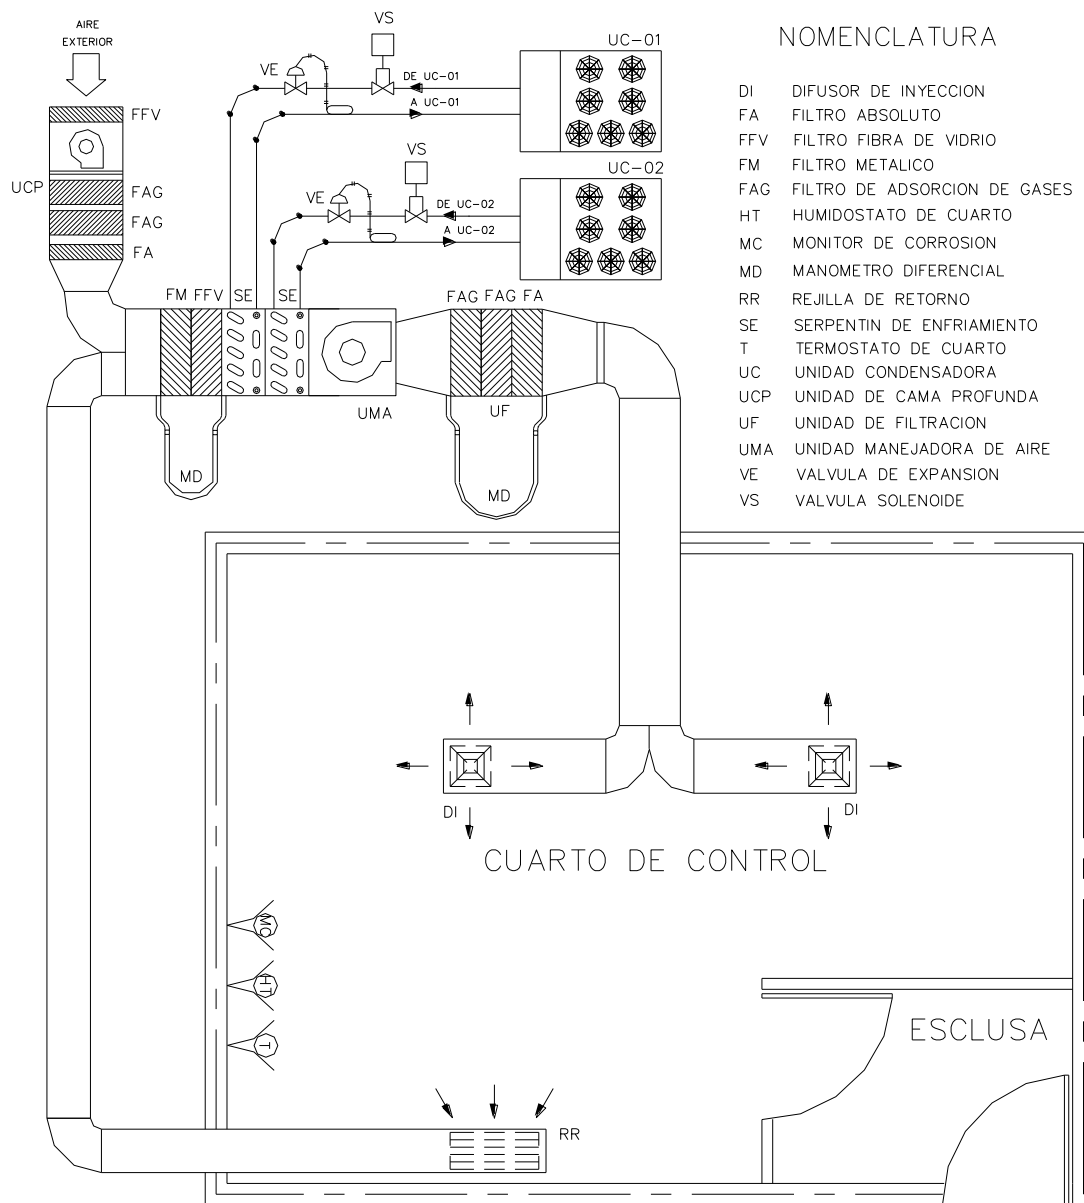 AIRE
EXTERIOR
FFV
UCP
FAG
FAG
FA
VS
VE
DE UC-01
A UC-01
UC-01
VS
VE
DE UC-02
A UC-02
UC-02
FM FFV SE SE
FAG FAG FA
UMA
UF
MD
MD
NOMENCLATURA
DI DIFUSOR DE INYECCION
FA FILTRO ABSOLUTO
FFV FILTRO FIBRA DE VIDRIO
FM FILTRO METALICO
FAG FILTRO DE ADSORCION DE GASES
HT HUMIDOSTATO DE CUARTO
MC MONITOR DE CORROSION
MD MANOMETRO DIFERENCIAL
RR REJILLA DE RETORNO
SE SERPENTIN DE ENFRIAMIENTO
T TERMOSTATO DE CUARTO
UC UNIDAD CONDENSADORA
UCP UNIDAD DE CAMA PROFUNDA
UF UNIDAD DE FILTRACION
UMA UNIDAD MANEJADORA DE AIRE
VE VALVULA DE EXPANSION
VS VALVULA SOLENOIDE
DI
DI
CUARTO DE CONTROL
MC
HT
T
ESCLUSA
RR